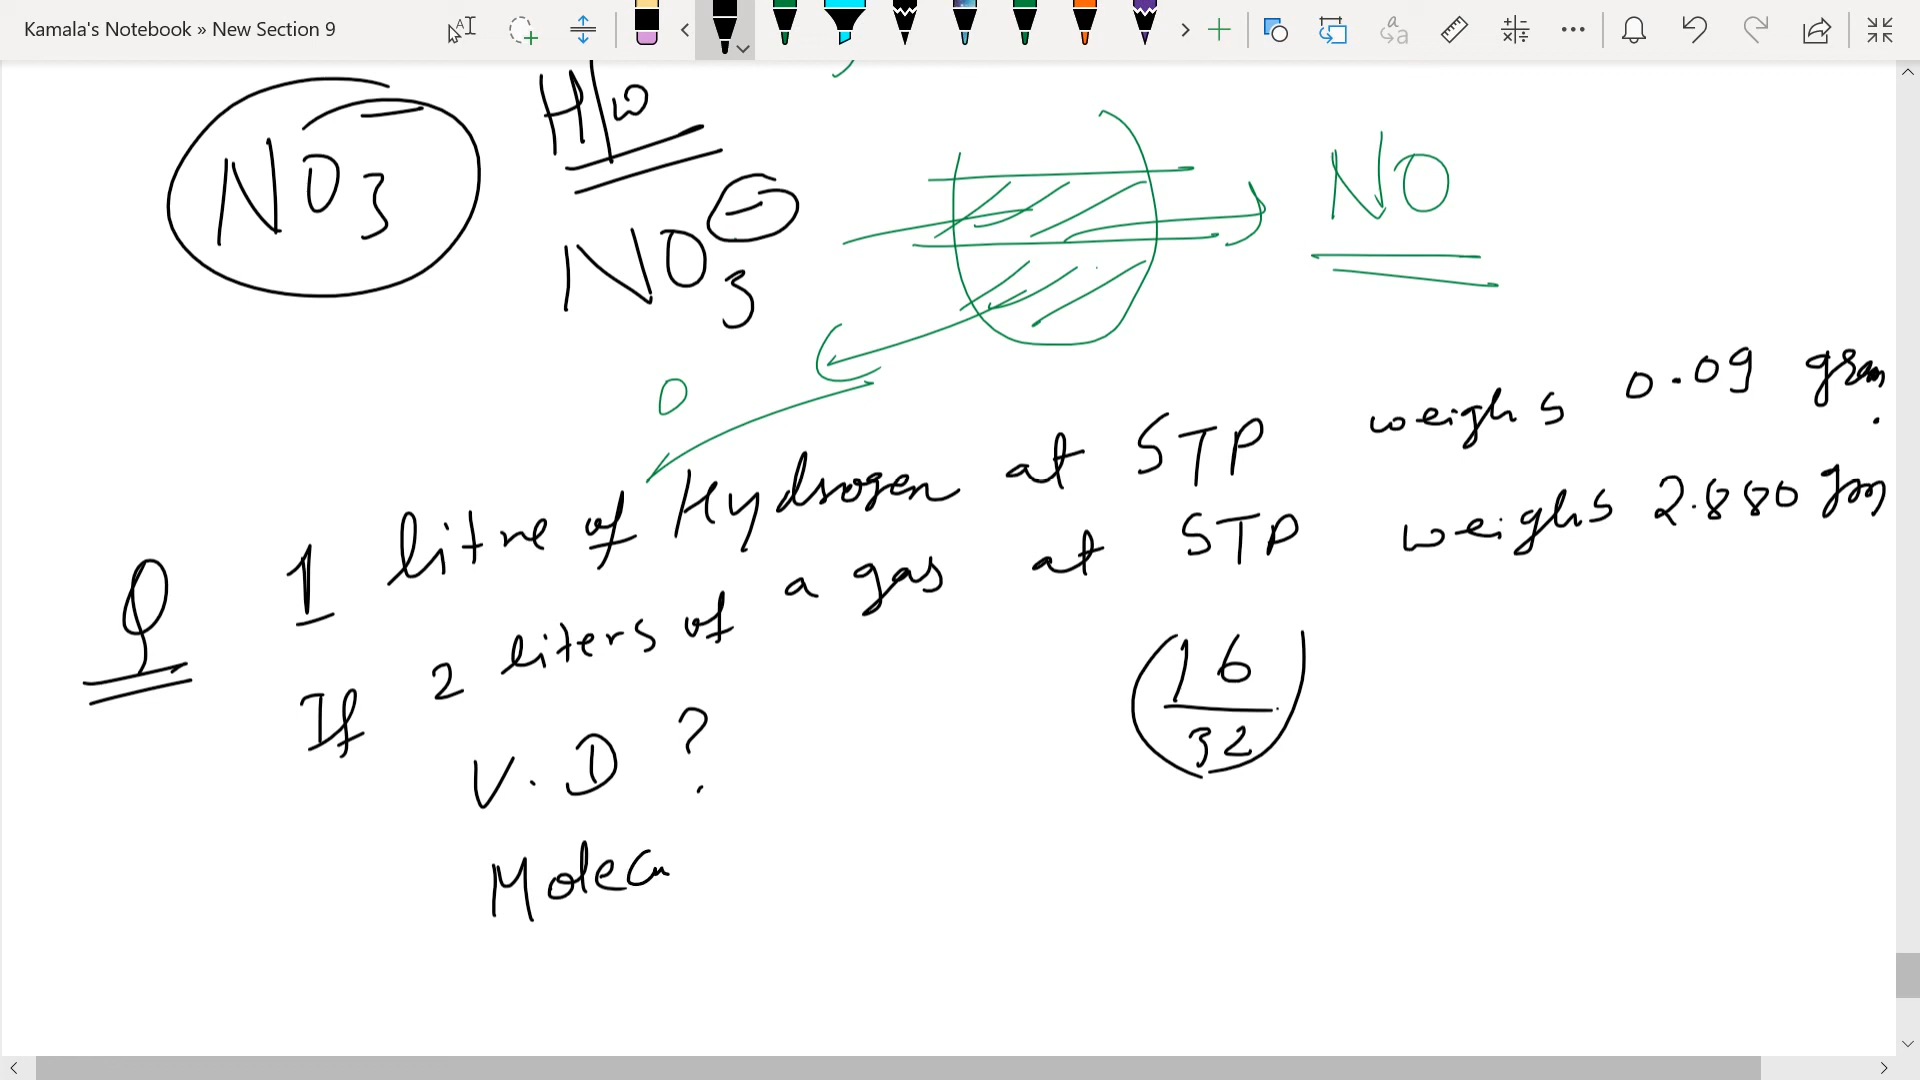 Kamala's Notebook » New Section 9
H/w
NO3
NO3 -
NO
O
Q 1 litre of Hydrogen at STP weighs 0.09 gram.
If 2 liters of a gas at STP weighs 2.880 gm
V.D ?
16
32
Molecu